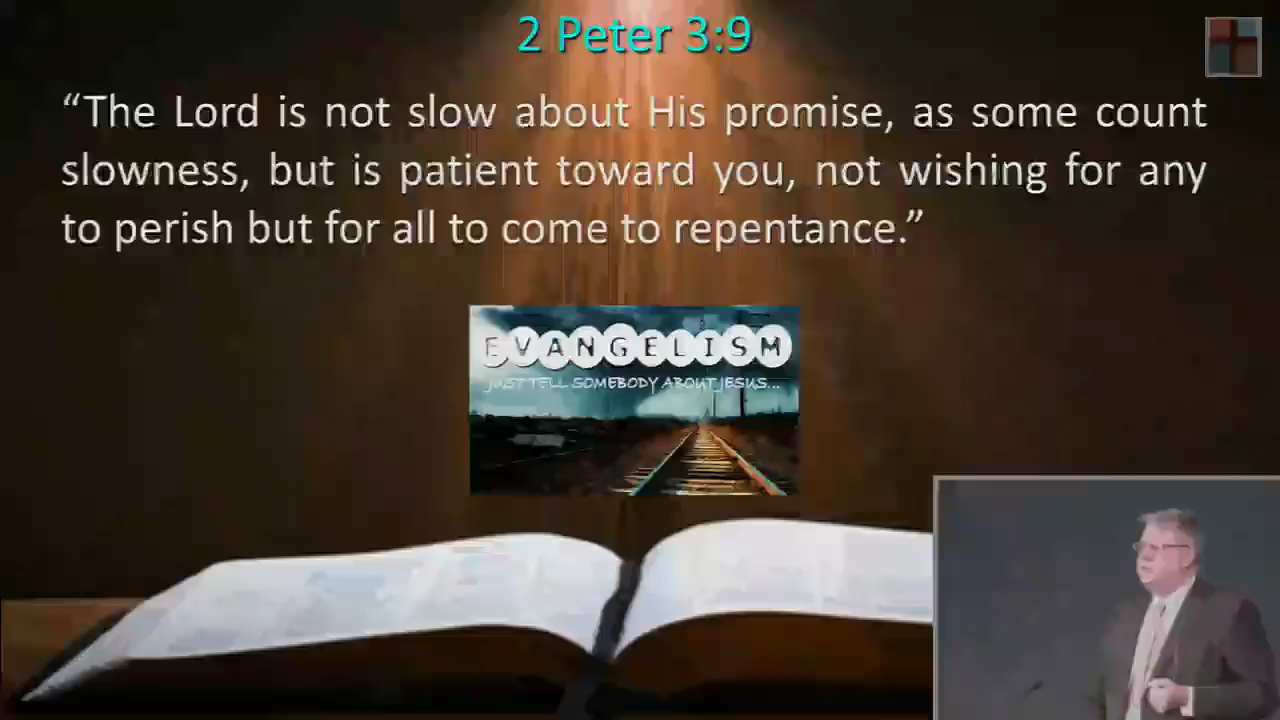 2 Peter 3:9
“The Lord is not slow about His promise, as some count
slowness, but is patient toward you, not wishing for any
to perish but for all to come to repentance.”
EVANGELISM
JUST TELL SOMEBODY ABOUT JESUS...